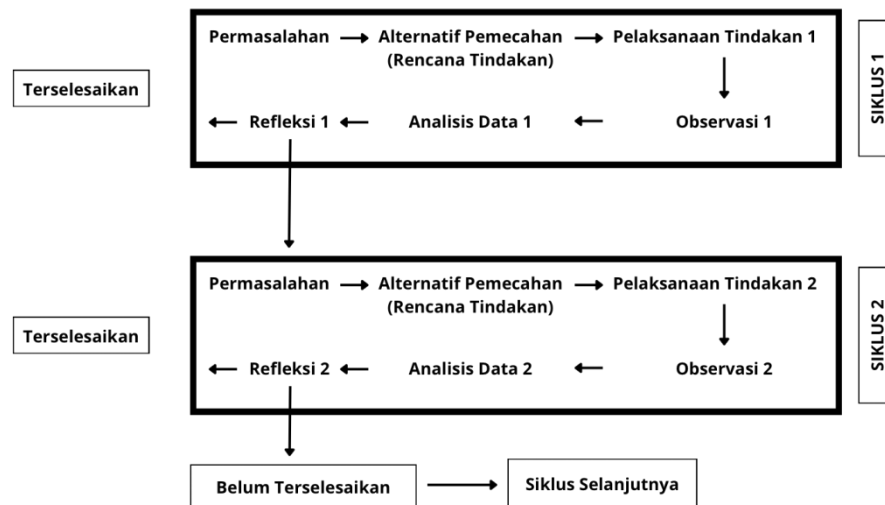 Permasalahan
Alternatif Pemecahan
(Rencana Tindakan)
Pelaksanaan Tindakan 1
SIKLUS 1
Terselesaikan
Refleksi 1
Analisis Data 1
Observasi 1
Permasalahan
Alternatif Pemecahan
(Rencana Tindakan)
Pelaksanaan Tindakan 2
SIKLUS 2
Terselesaikan
Refleksi 2
Analisis Data 2
Observasi 2
Belum Terselesaikan
Siklus Selanjutnya